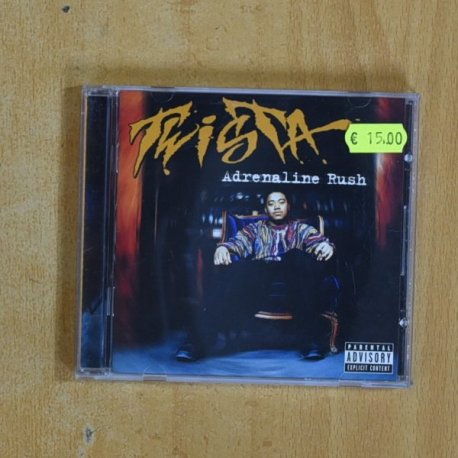 TWISTA
€ 15.00
Adrenaline Rush
PARENTAL
ADVISORY
EXPLICIT CONTENT